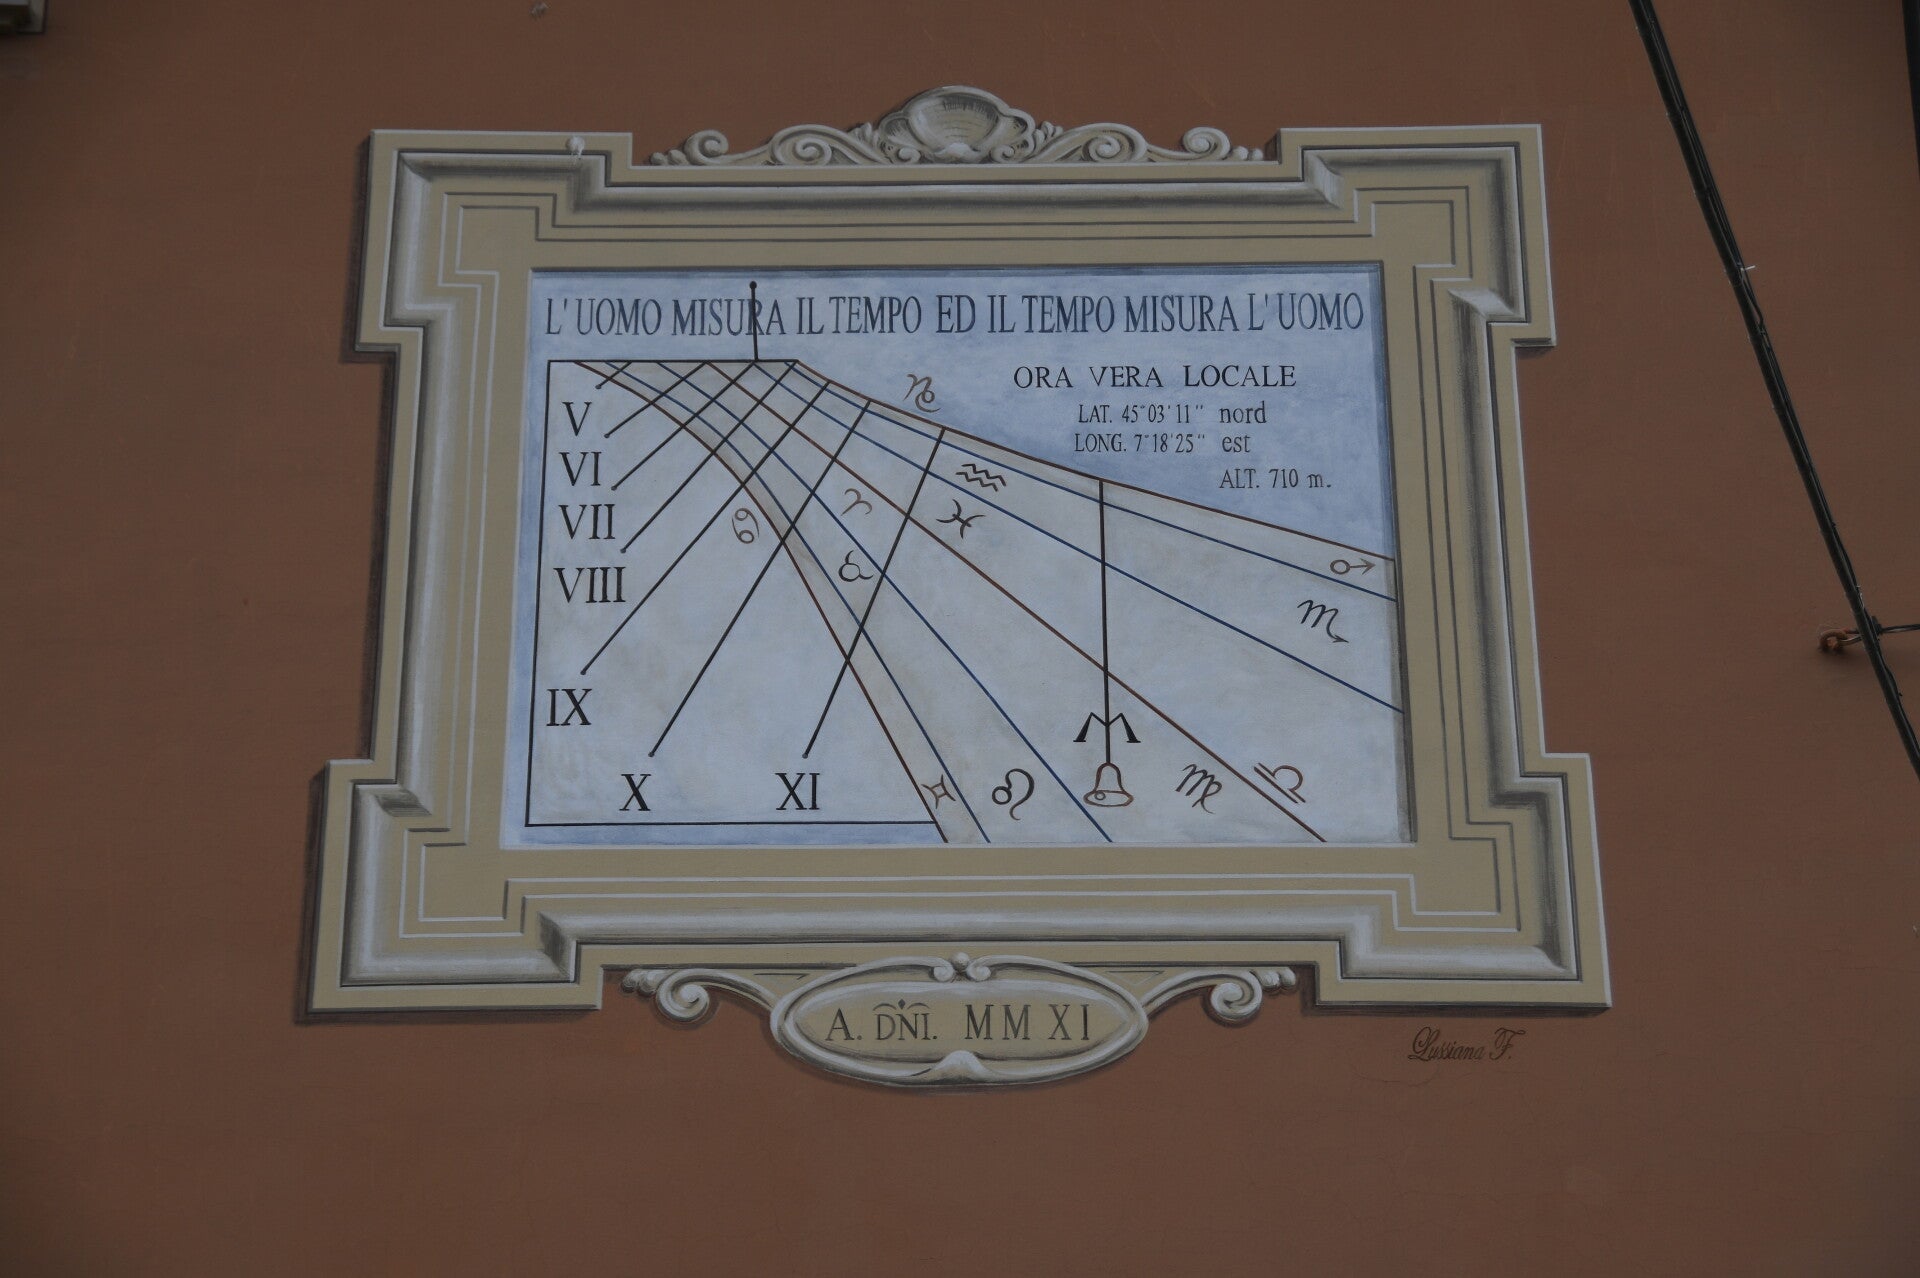 L'UOMO MISURA IL TEMPO ED IL TEMPO MISURA L'UOMO
ORA VERA LOCALE
LAT. 45°03'11" nord
LONG. 7°18'25" est
ALT. 710 m.
V
VI
VII
VIII
IX
X XI
M
A. DNI. MMXI
Lussiana F.